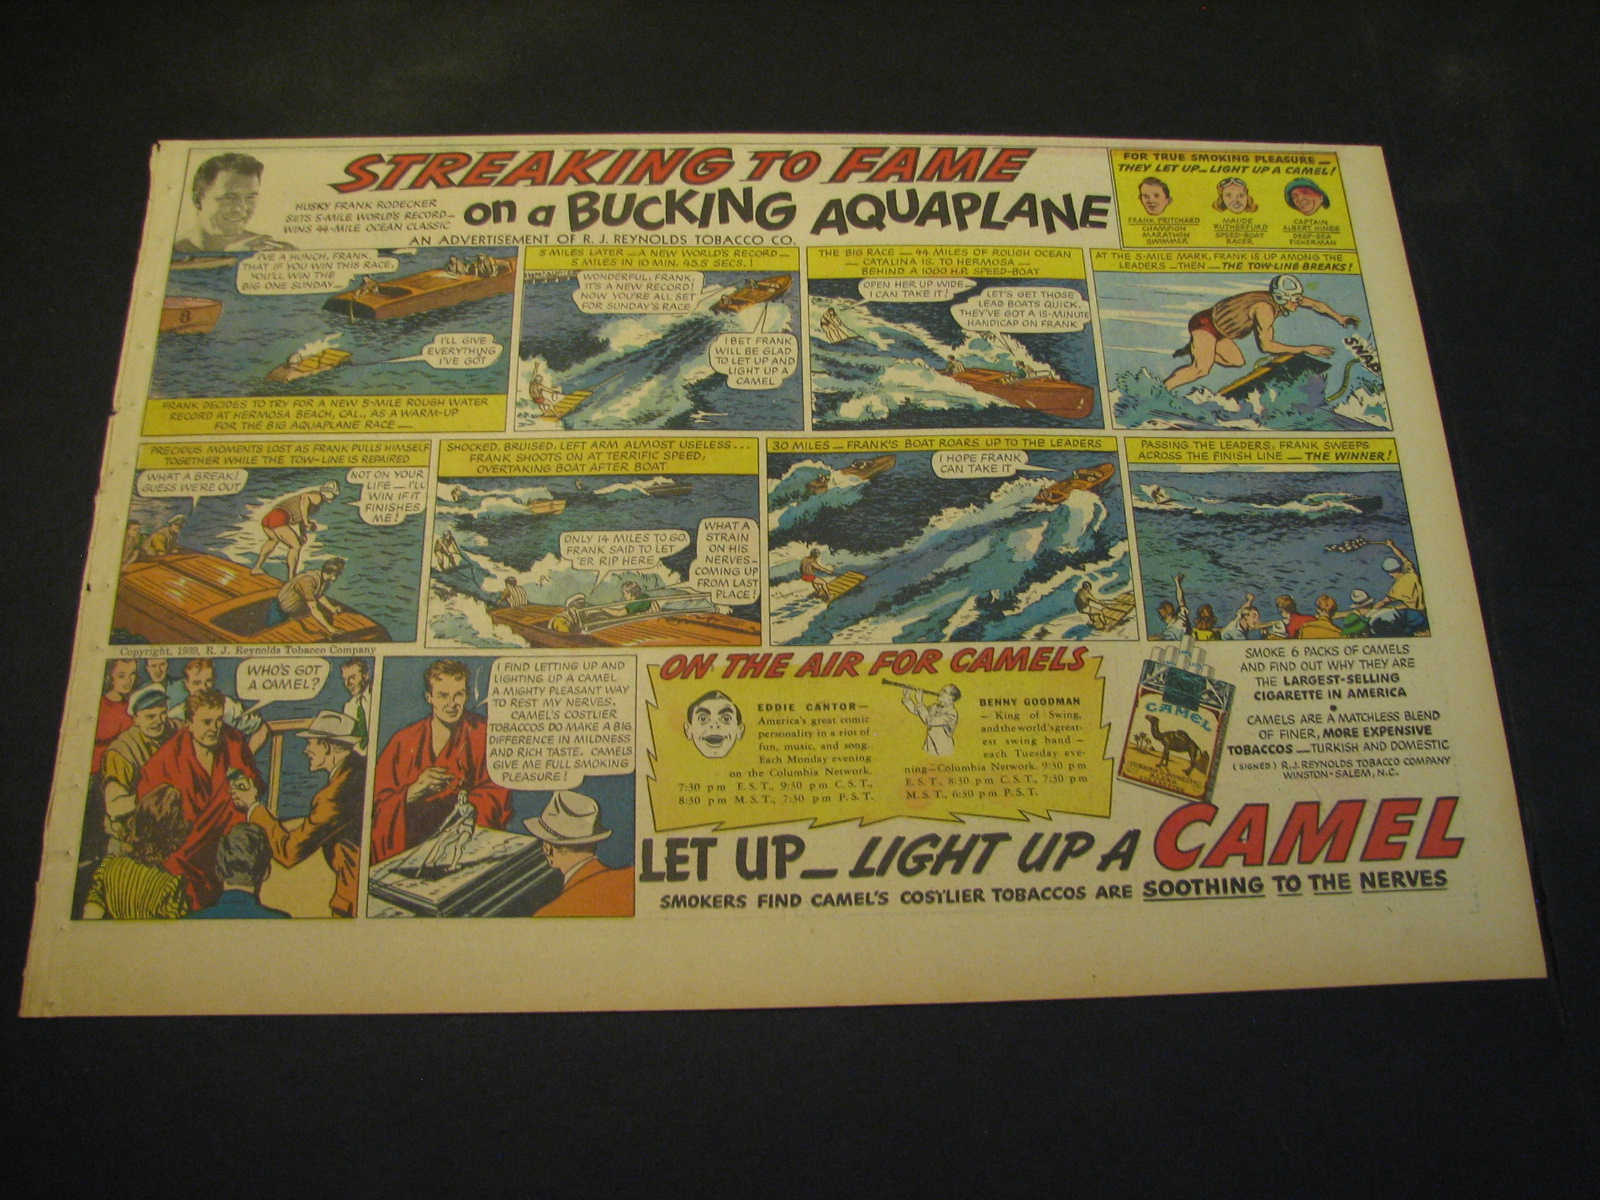 STREAKING TO FAME
on a BUCKING AQUAPLANE
HUSKY FRANK RODECKER
SETS 5-MILE WORLD'S RECORD—
WINS 44-MILE OCEAN CLASSIC
AN ADVERTISEMENT OF R. J. REYNOLDS TOBACCO CO.
FOR TRUE SMOKING PLEASURE—
THEY LET UP—LIGHT UP A CAMEL!
FRANK PRITCHARD
CHAMPION
MARATHON
SWIMMER
MAUDE
RUTHERFURD
SPEED-BOAT
RACER
CAPTAIN
ALBERT HINES
DEEP-SEA
FISHERMAN
I'VE A HUNCH, FRANK,
THAT IF YOU WIN THIS RACE,
YOU'LL WIN THE
BIG ONE SUNDAY—
8
I'LL GIVE
EVERYTHING
I'VE GOT
FRANK DECIDES TO TRY FOR A NEW 5-MILE ROUGH WATER
RECORD AT HERMOSA BEACH, CAL., AS A WARM-UP
FOR THE BIG AQUAPLANE RACE—
5 MILES LATER—A NEW WORLD'S RECORD—
5 MILES IN 10 MIN. 45.5 SECS.!
WONDERFUL, FRANK,
IT'S A NEW RECORD!
NOW YOU'RE ALL SET
FOR SUNDAY'S RACE!
I BET FRANK
WILL BE GLAD
TO LET UP AND
LIGHT UP A
CAMEL
THE BIG RACE—44 MILES OF ROUGH OCEAN
—CATALINA IS. TO HERMOSA—
BEHIND A 1000 H.P. SPEED-BOAT
OPEN HER UP WIDE—
I CAN TAKE IT!
LET'S GET THOSE
LEAD BOATS QUICK.
THEY'VE GOT A 15-MINUTE
HANDICAP ON FRANK
AT THE 5-MILE MARK, FRANK IS UP AMONG THE
LEADERS—THEN—THE TOW-LINE BREAKS!
SNAP
PRECIOUS MOMENTS LOST AS FRANK PULLS HIMSELF
TOGETHER WHILE THE TOW-LINE IS REPAIRED
WHAT A BREAK!
GUESS WE'RE OUT
NOT ON YOUR
LIFE—I'LL
WIN IF IT
FINISHES
ME!
SHOCKED, BRUISED, LEFT ARM ALMOST USELESS...
FRANK SHOOTS ON AT TERRIFIC SPEED,
OVERTAKING BOAT AFTER BOAT
ONLY 14 MILES TO GO.
FRANK SAID TO LET
'ER RIP HERE
WHAT A
STRAIN
ON HIS
NERVES—
COMING UP
FROM LAST
PLACE!
30 MILES—FRANK'S BOAT ROARS UP TO THE LEADERS
I HOPE FRANK
CAN TAKE IT
PASSING THE LEADERS, FRANK SWEEPS
ACROSS THE FINISH LINE—THE WINNER!
Copyright, 1939, R. J. Reynolds Tobacco Company
WHO'S GOT
A CAMEL?
I FIND LETTING UP AND
LIGHTING UP A CAMEL
A MIGHTY PLEASANT WAY
TO REST MY NERVES.
CAMEL'S COSTLIER
TOBACCOS DO MAKE A BIG
DIFFERENCE IN MILDNESS
AND RICH TASTE. CAMELS
GIVE ME FULL SMOKING
PLEASURE!
ON THE AIR FOR CAMELS
EDDIE CANTOR—
America's great comic
personality in a riot of
fun, music, and song.
Each Monday evening
on the Columbia Network.
7:30 pm E.S.T., 9:30 pm C.S.T.,
8:30 pm M.S.T., 7:30 pm P.S.T.
BENNY GOODMAN
—King of Swing,
and the world's great-
est swing band—
each Tuesday eve-
ning—Columbia Network. 9:30 pm
E.S.T., 8:30 pm C.S.T., 7:30 pm
M.S.T., 6:30 pm P.S.T.
CAMEL
TURKISH & DOMESTIC
BLEND
CIGARETTES
SMOKE 6 PACKS OF CAMELS
AND FIND OUT WHY THEY ARE
THE LARGEST-SELLING
CIGARETTE IN AMERICA
•
CAMELS ARE A MATCHLESS BLEND
OF FINER, MORE EXPENSIVE
TOBACCOS—TURKISH AND DOMESTIC
(SIGNED) R.J. REYNOLDS TOBACCO COMPANY
WINSTON-SALEM, N.C.
LET UP—LIGHT UP A CAMEL
SMOKERS FIND CAMEL'S COSTLIER TOBACCOS ARE SOOTHING TO THE NERVES